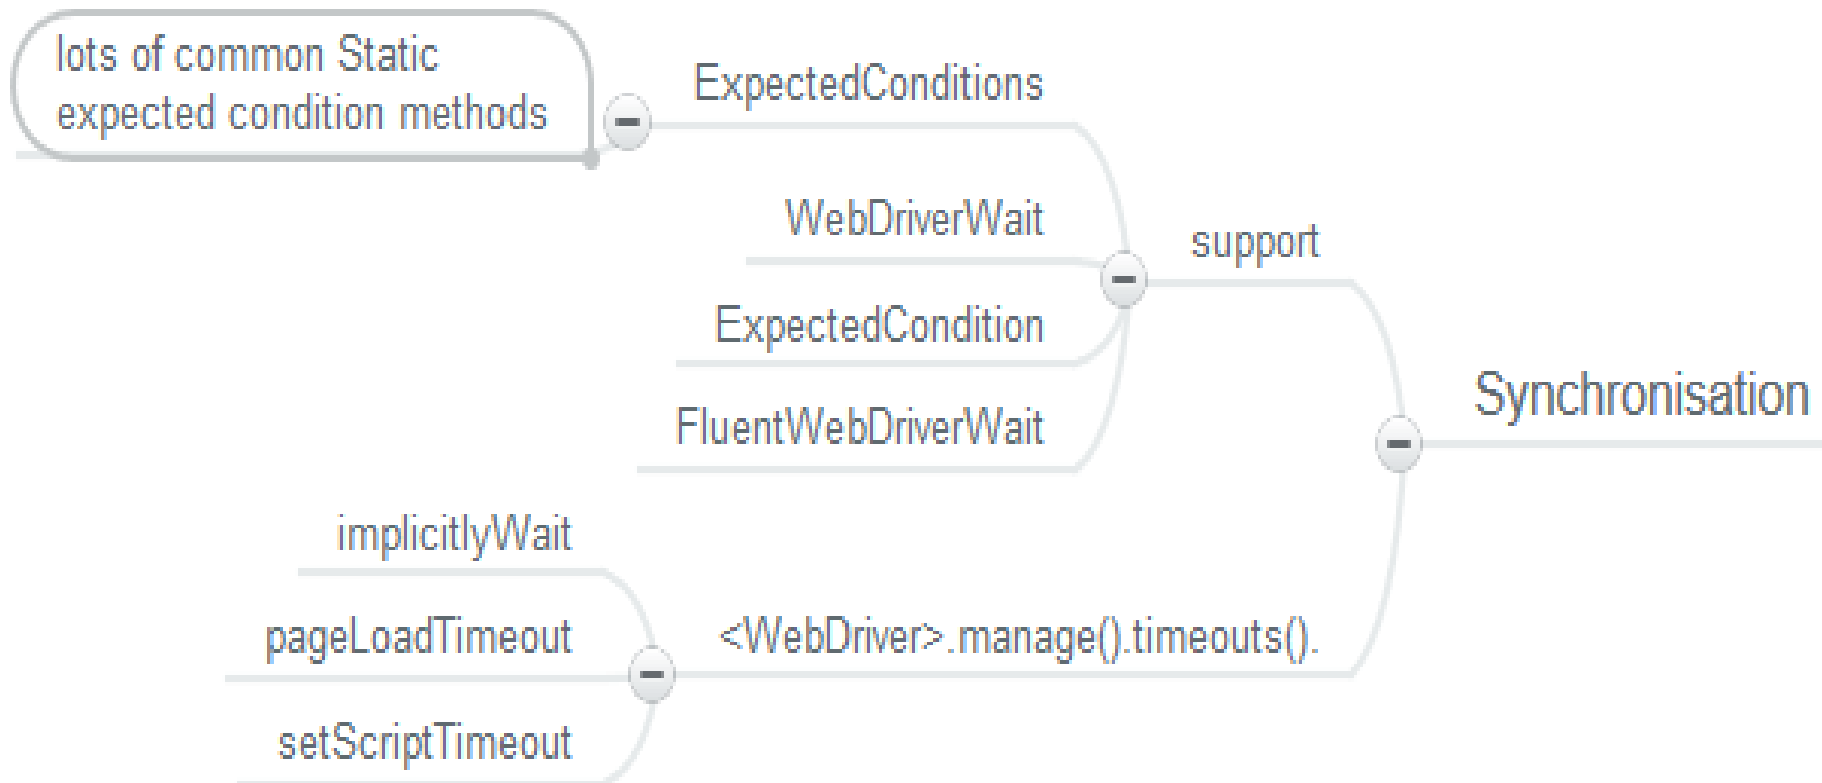 lots of common Static
expected condition methods
ExpectedConditions
WebDriverWait
support
ExpectedCondition
FluentWebDriverWait
Synchronisation
implicitlyWait
pageLoadTimeout
<WebDriver>.manage().timeouts().
setScriptTimeout